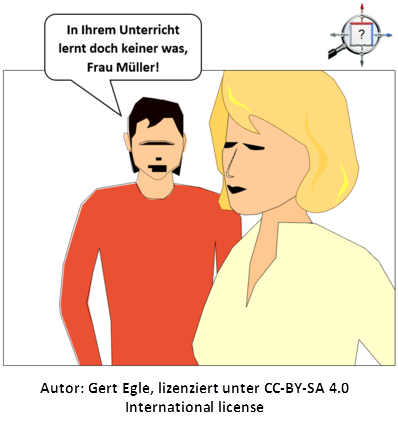 In Ihrem Unterricht
lernt doch keiner was,
Frau Müller!
?
Autor: Gert Egle, lizenziert unter CC-BY-SA 4.0
International license